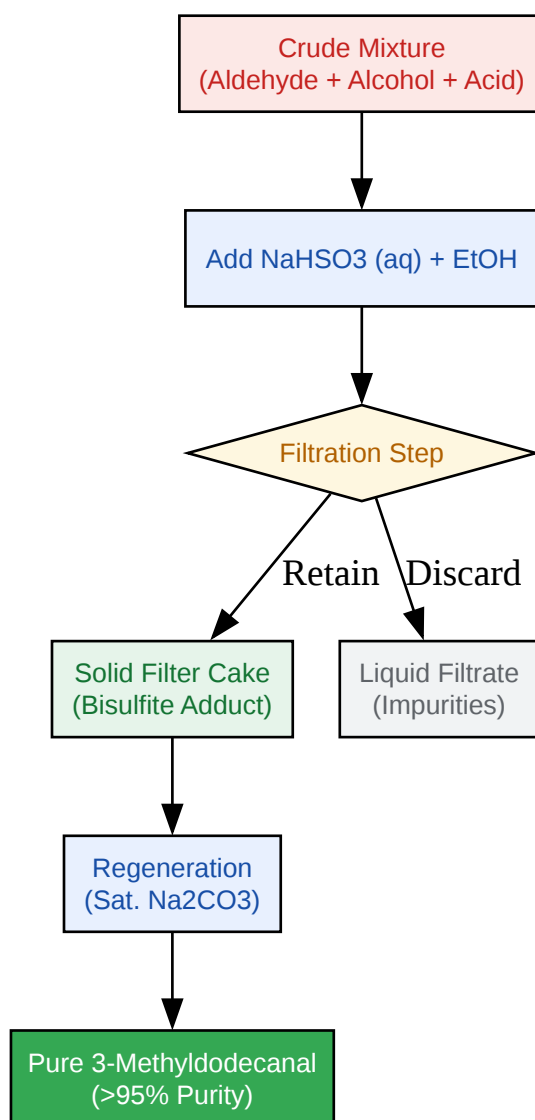 Crude Mixture
(Aldehyde + Alcohol + Acid)
Add NaHSO3 (aq) + EtOH
Filtration Step
Retain
Discard
Solid Filter Cake
(Bisulfite Adduct)
Liquid Filtrate
(Impurities)
Regeneration
(Sat. Na2CO3)
Pure 3-Methyldodecanal
(>95% Purity)